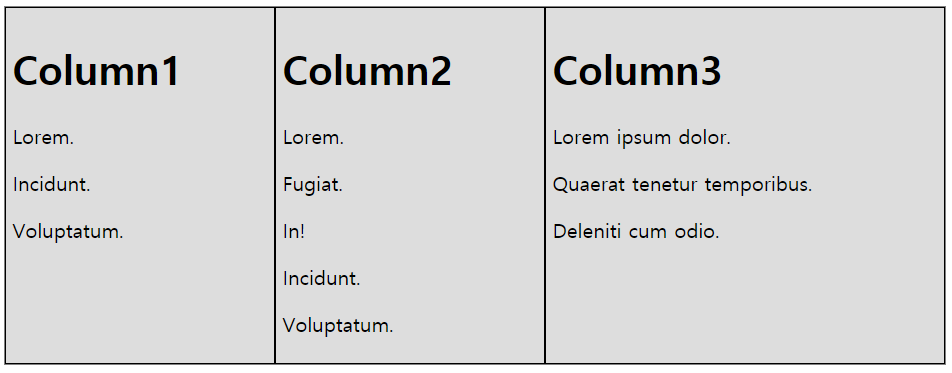 Column1
Lorem.
Incidunt.
Voluptatum.
Column2
Lorem.
Fugiat.
In!
Incidunt.
Voluptatum.
Column3
Lorem ipsum dolor.
Quaerat tenetur temporibus.
Deleniti cum odio.